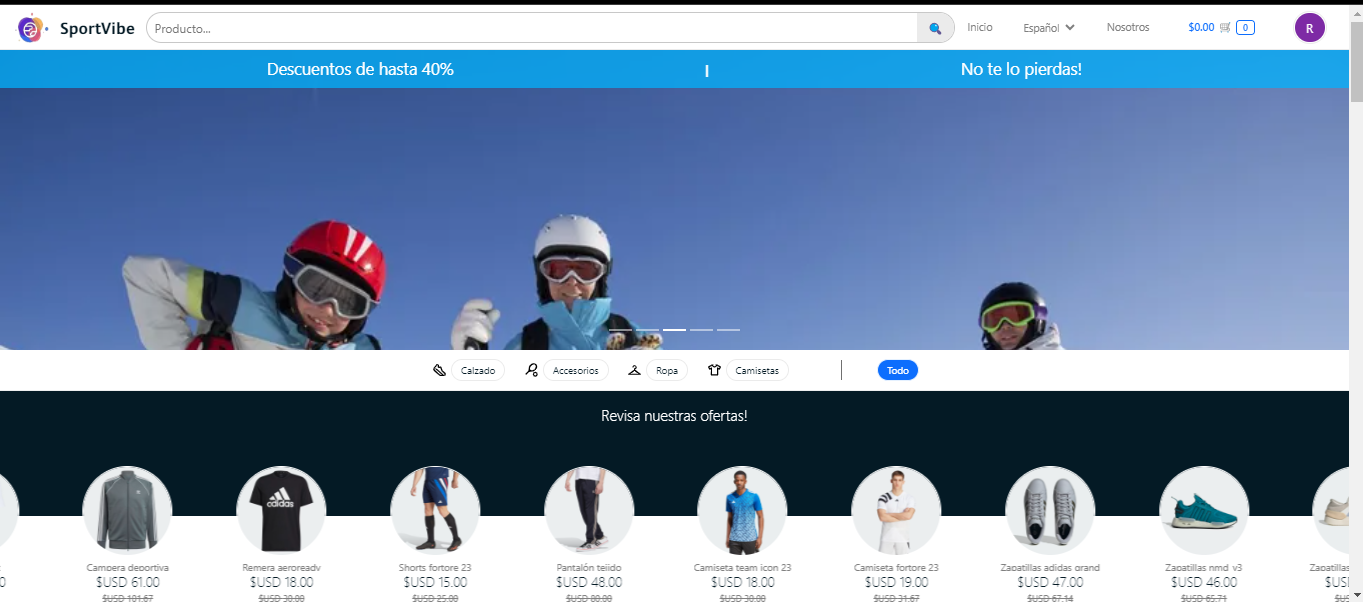 SportVibe
Producto...
Inicio
Español
Nosotros
$0.00
0
R
Descuentos de hasta 40%
|
No te lo pierdas!
Calzado
Accesorios
Ropa
Camisetas
Todo
Revisa nuestras ofertas!
adidas
Campera deportiva
Remera aeroready
Shorts fortore 23
Pantalón tejido
Camiseta team icon 23
Camiseta fortore 23
Zapatillas adidas grand
Zapatillas nmd_v3
Zapatillas
$USD 61.00
$USD 18.00
$USD 15.00
$USD 48.00
$USD 18.00
$USD 19.00
$USD 47.00
$USD 46.00
$USD 101.67
$USD 30.00
$USD 25.00
$USD 80.00
$USD 30.00
$USD 31.67
$USD 67.14
$USD 65.71